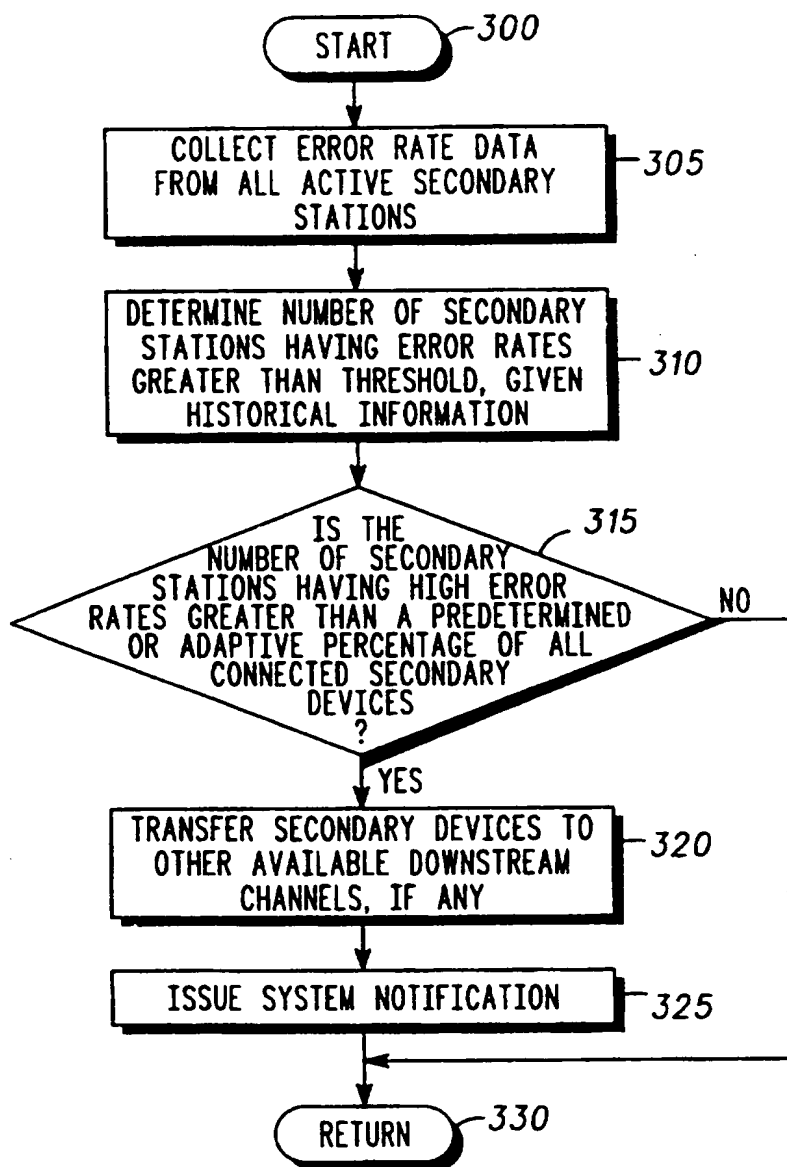 START
300
COLLECT ERROR RATE DATA
FROM ALL ACTIVE SECONDARY
STATIONS
305
DETERMINE NUMBER OF SECONDARY
STATIONS HAVING ERROR RATES
GREATER THAN THRESHOLD, GIVEN
HISTORICAL INFORMATION
310
IS THE
NUMBER OF SECONDARY
STATIONS HAVING HIGH ERROR
RATES GREATER THAN A PREDETERMINED
OR ADAPTIVE PERCENTAGE OF ALL
CONNECTED SECONDARY
DEVICES
?
315
NO
YES
TRANSFER SECONDARY DEVICES TO
OTHER AVAILABLE DOWNSTREAM
CHANNELS, IF ANY
320
ISSUE SYSTEM NOTIFICATION
325
RETURN
330